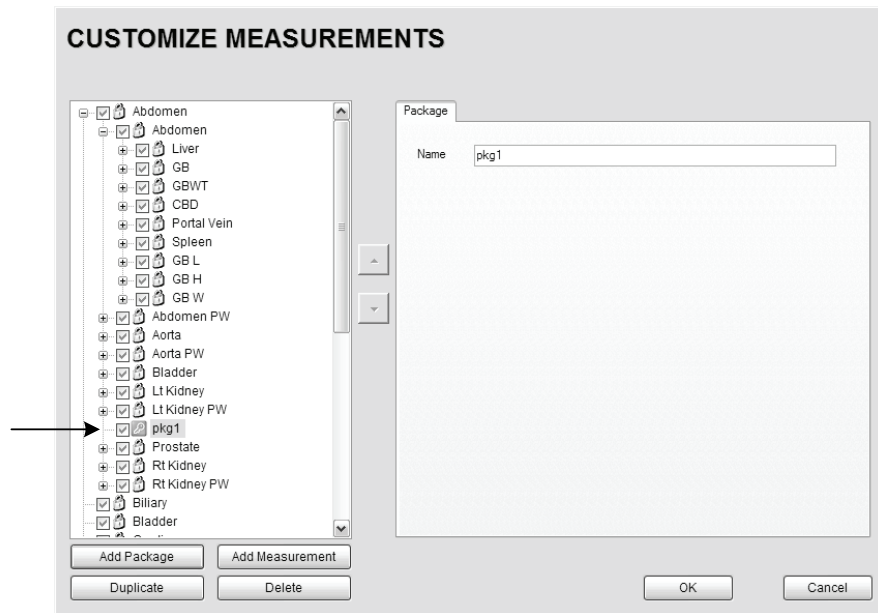 CUSTOMIZE MEASUREMENTS
Abdomen
Abdomen
Liver
GB
GBWT
CBD
Portal Vein
Spleen
GB L
GB H
GB W
Abdomen PW
Aorta
Aorta PW
Bladder
Lt Kidney
Lt Kidney PW
pkg1
Prostate
Rt Kidney
Rt Kidney PW
Biliary
Bladder
Add Package
Add Measurement
Duplicate
Delete
Package
Name
pkg1
OK
Cancel